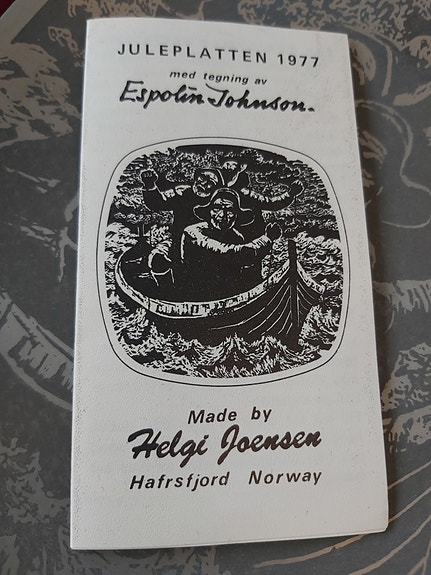 JULEPLATTEN 1977
med tegning av
Espolin Johnson.
Made by
Helgi Joensen
Hafrsfjord Norway